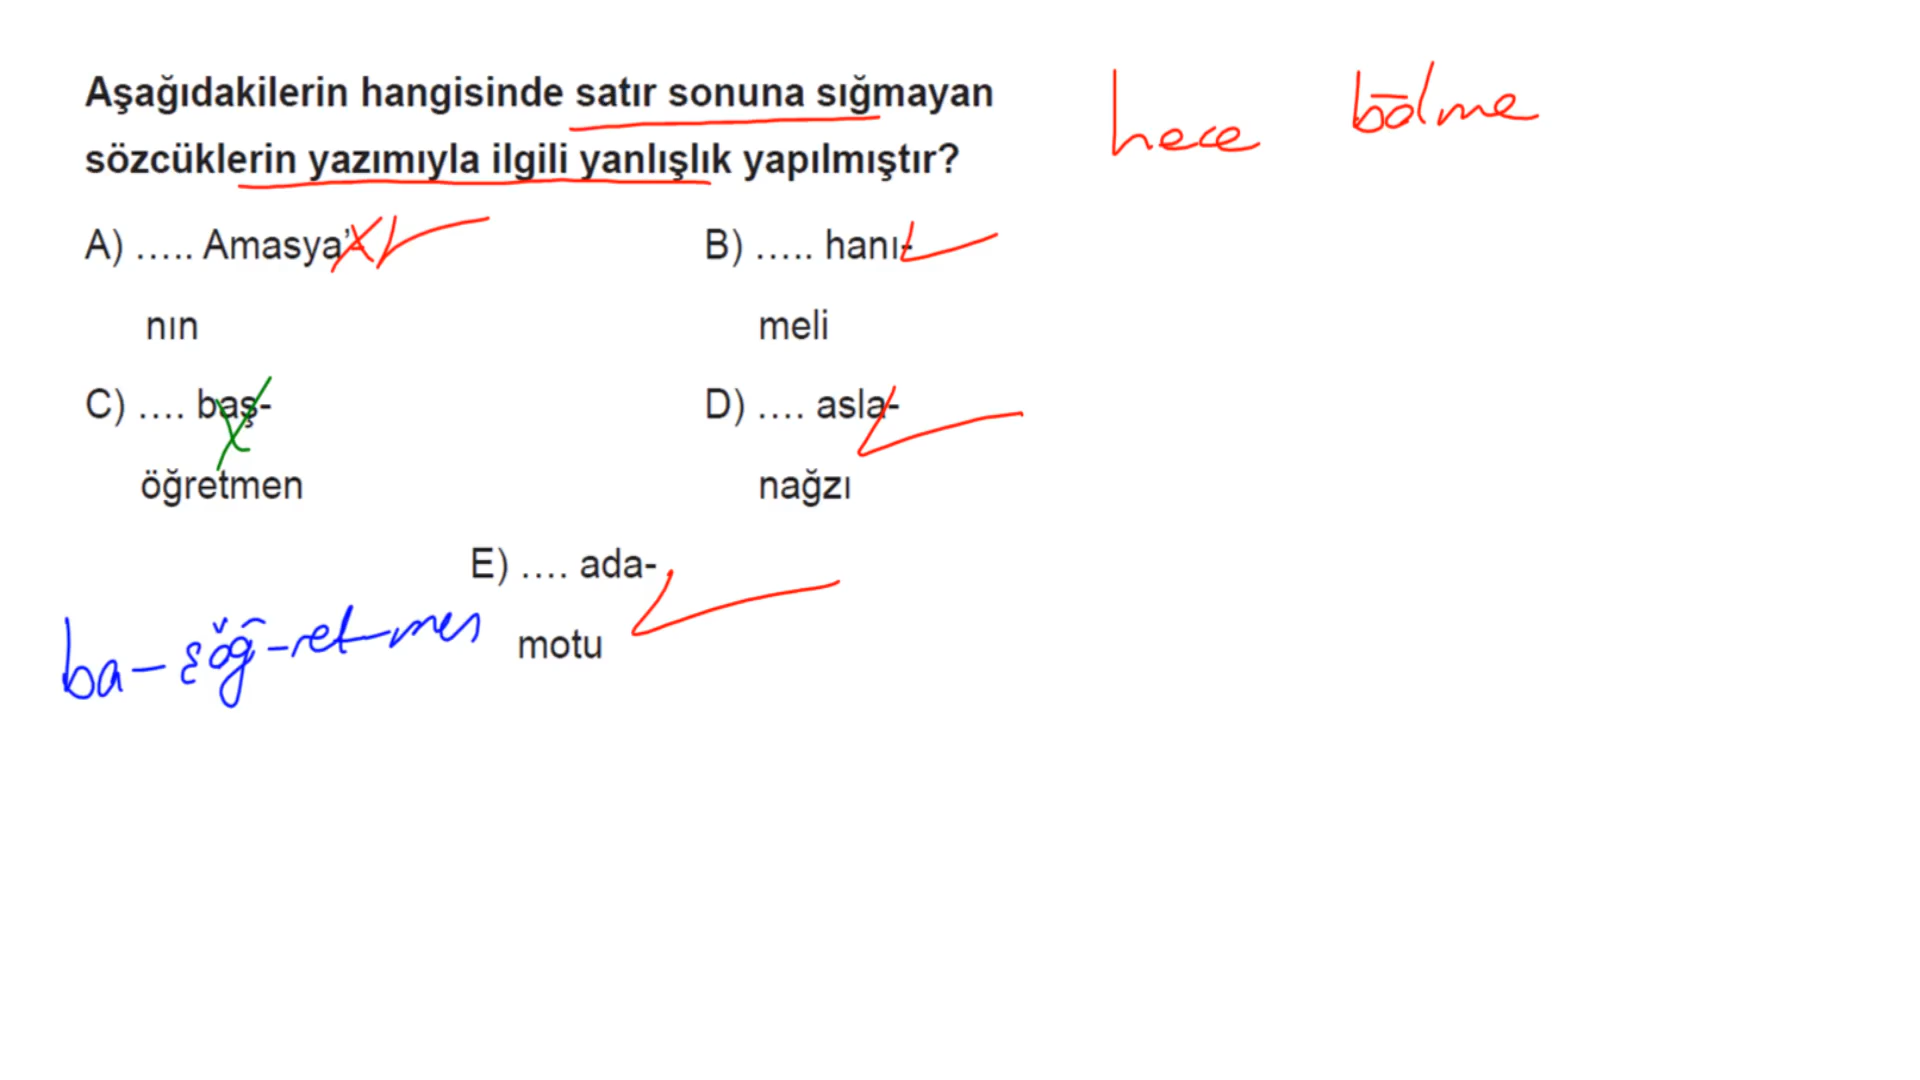 Aşağıdakilerin hangisinde satır sonuna sığmayan
sözcüklerin yazımıyla ilgili yanlışlık yapılmıştır?
hece bölme
A) ..... Amasya'
nın
B) ..... hanı-
meli
C) .... baş-
öğretmen
D) .... asla-
nağzı
E) .... ada-
motu
ba-şöğ-ret-men